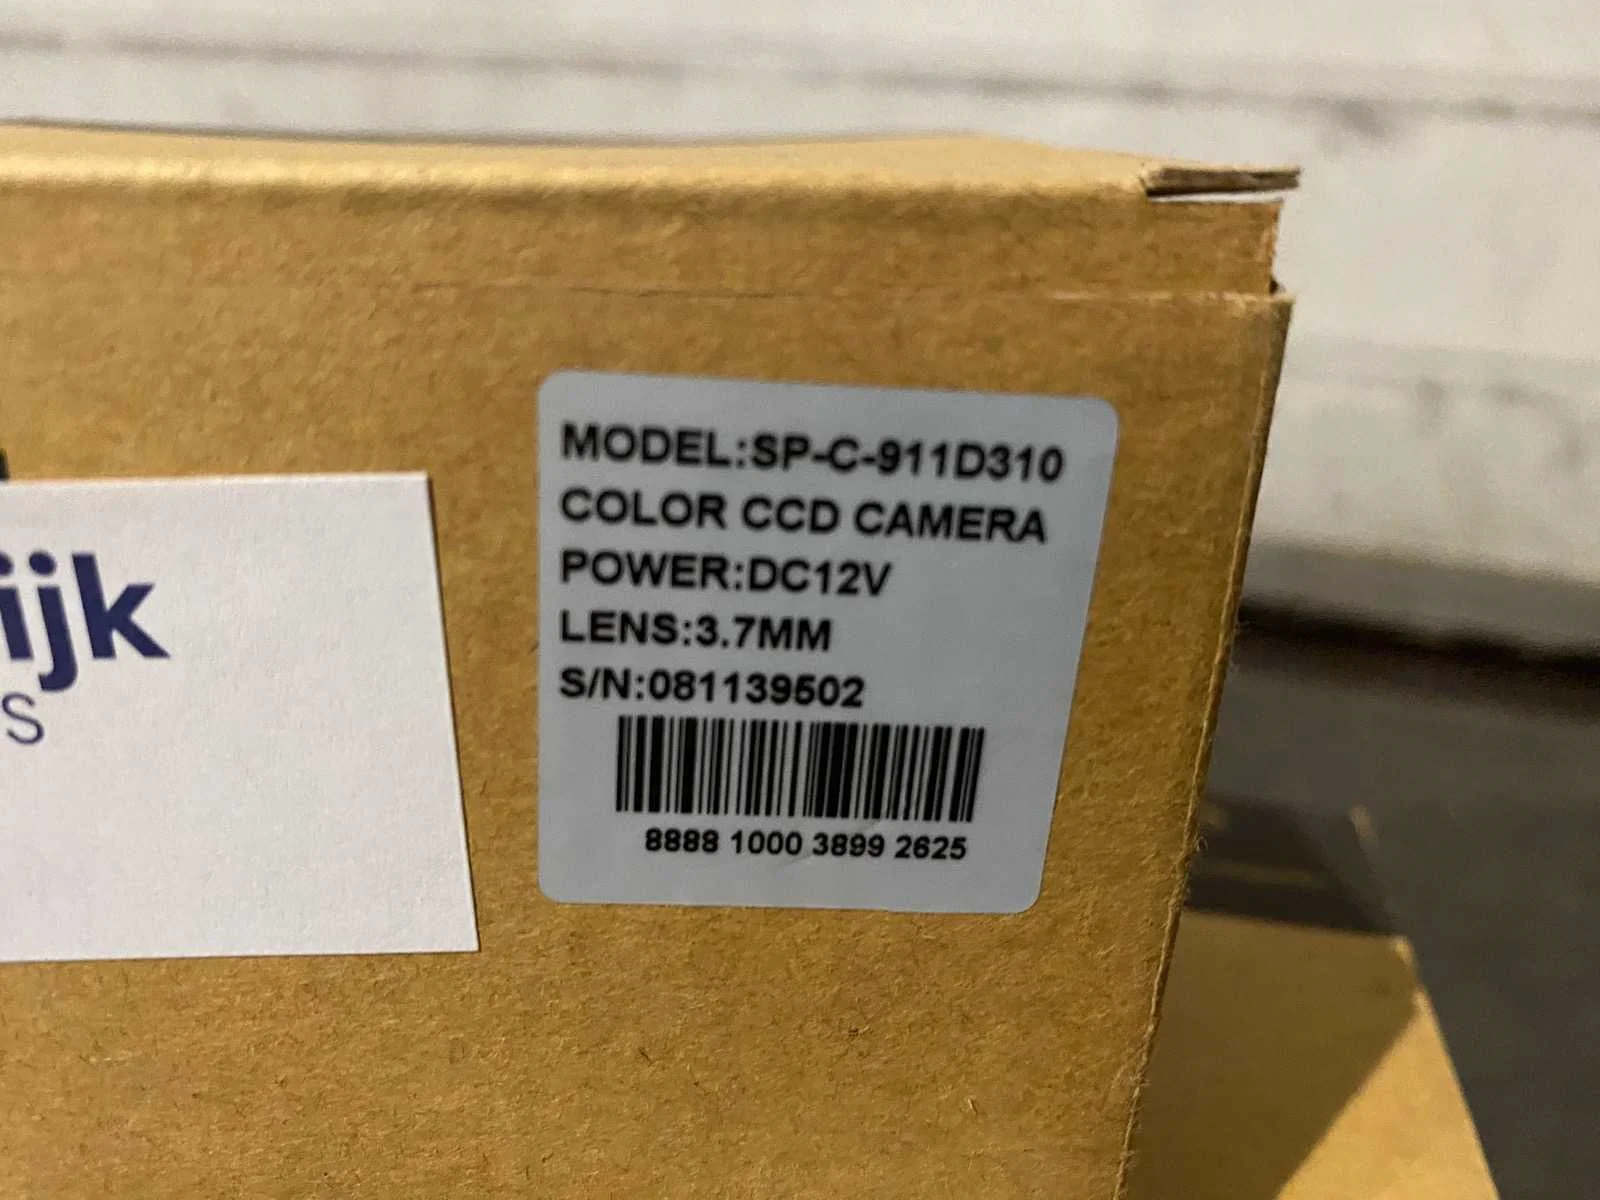 MODEL:SP-C-911D310
COLOR CCD CAMERA
POWER:DC12V
LENS:3.7MM
S/N:081139502
8888 1000 3899 2625
ijk
S